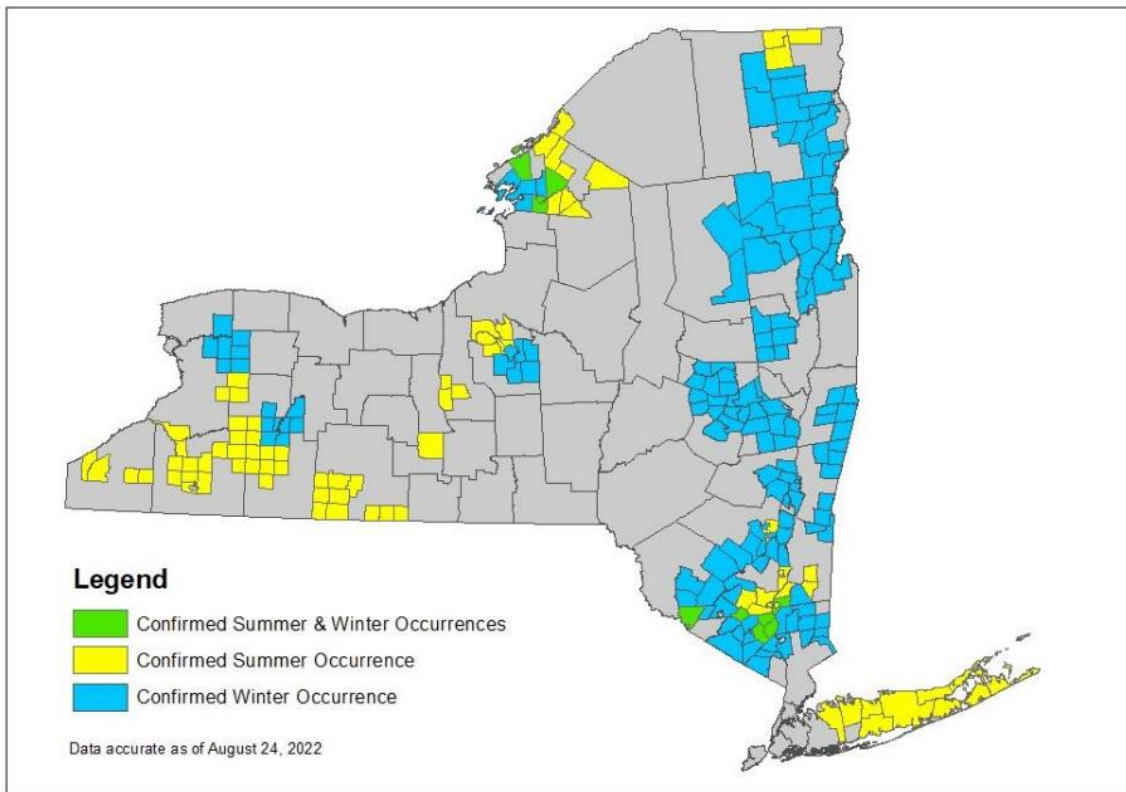 Legend
Confirmed Summer & Winter Occurrences
Confirmed Summer Occurrence
Confirmed Winter Occurrence
Data accurate as of August 24, 2022